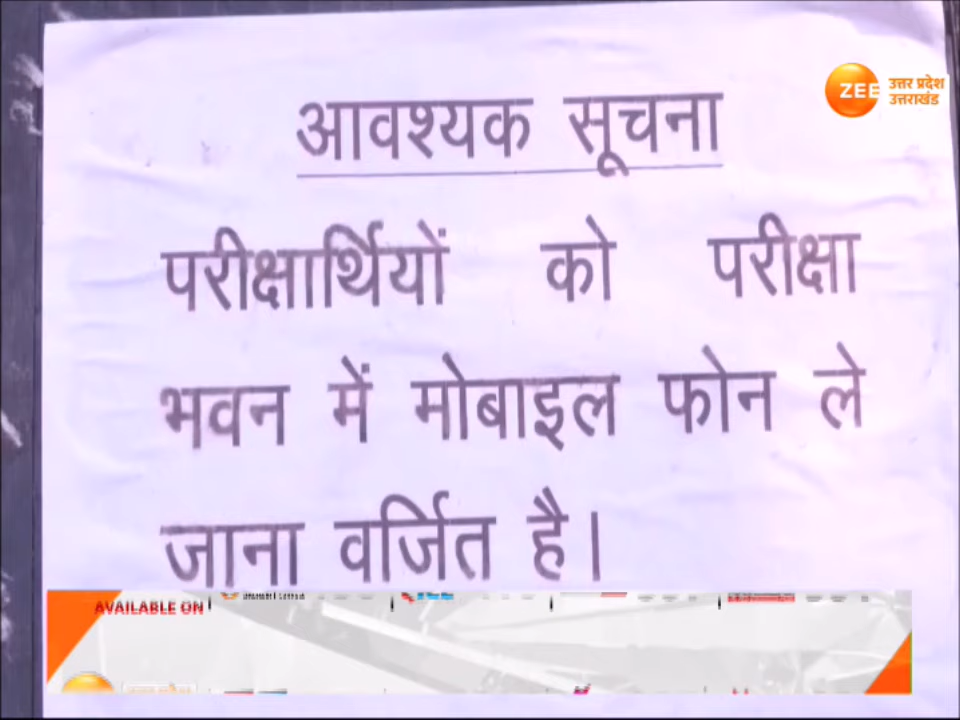 ZEE उत्तर प्रदेश
उत्तराखंड
आवश्यक सूचना
परीक्षार्थियों को परीक्षा
भवन में मोबाइल फोन ले
जाना वर्जित है।
AVAILABLE ON